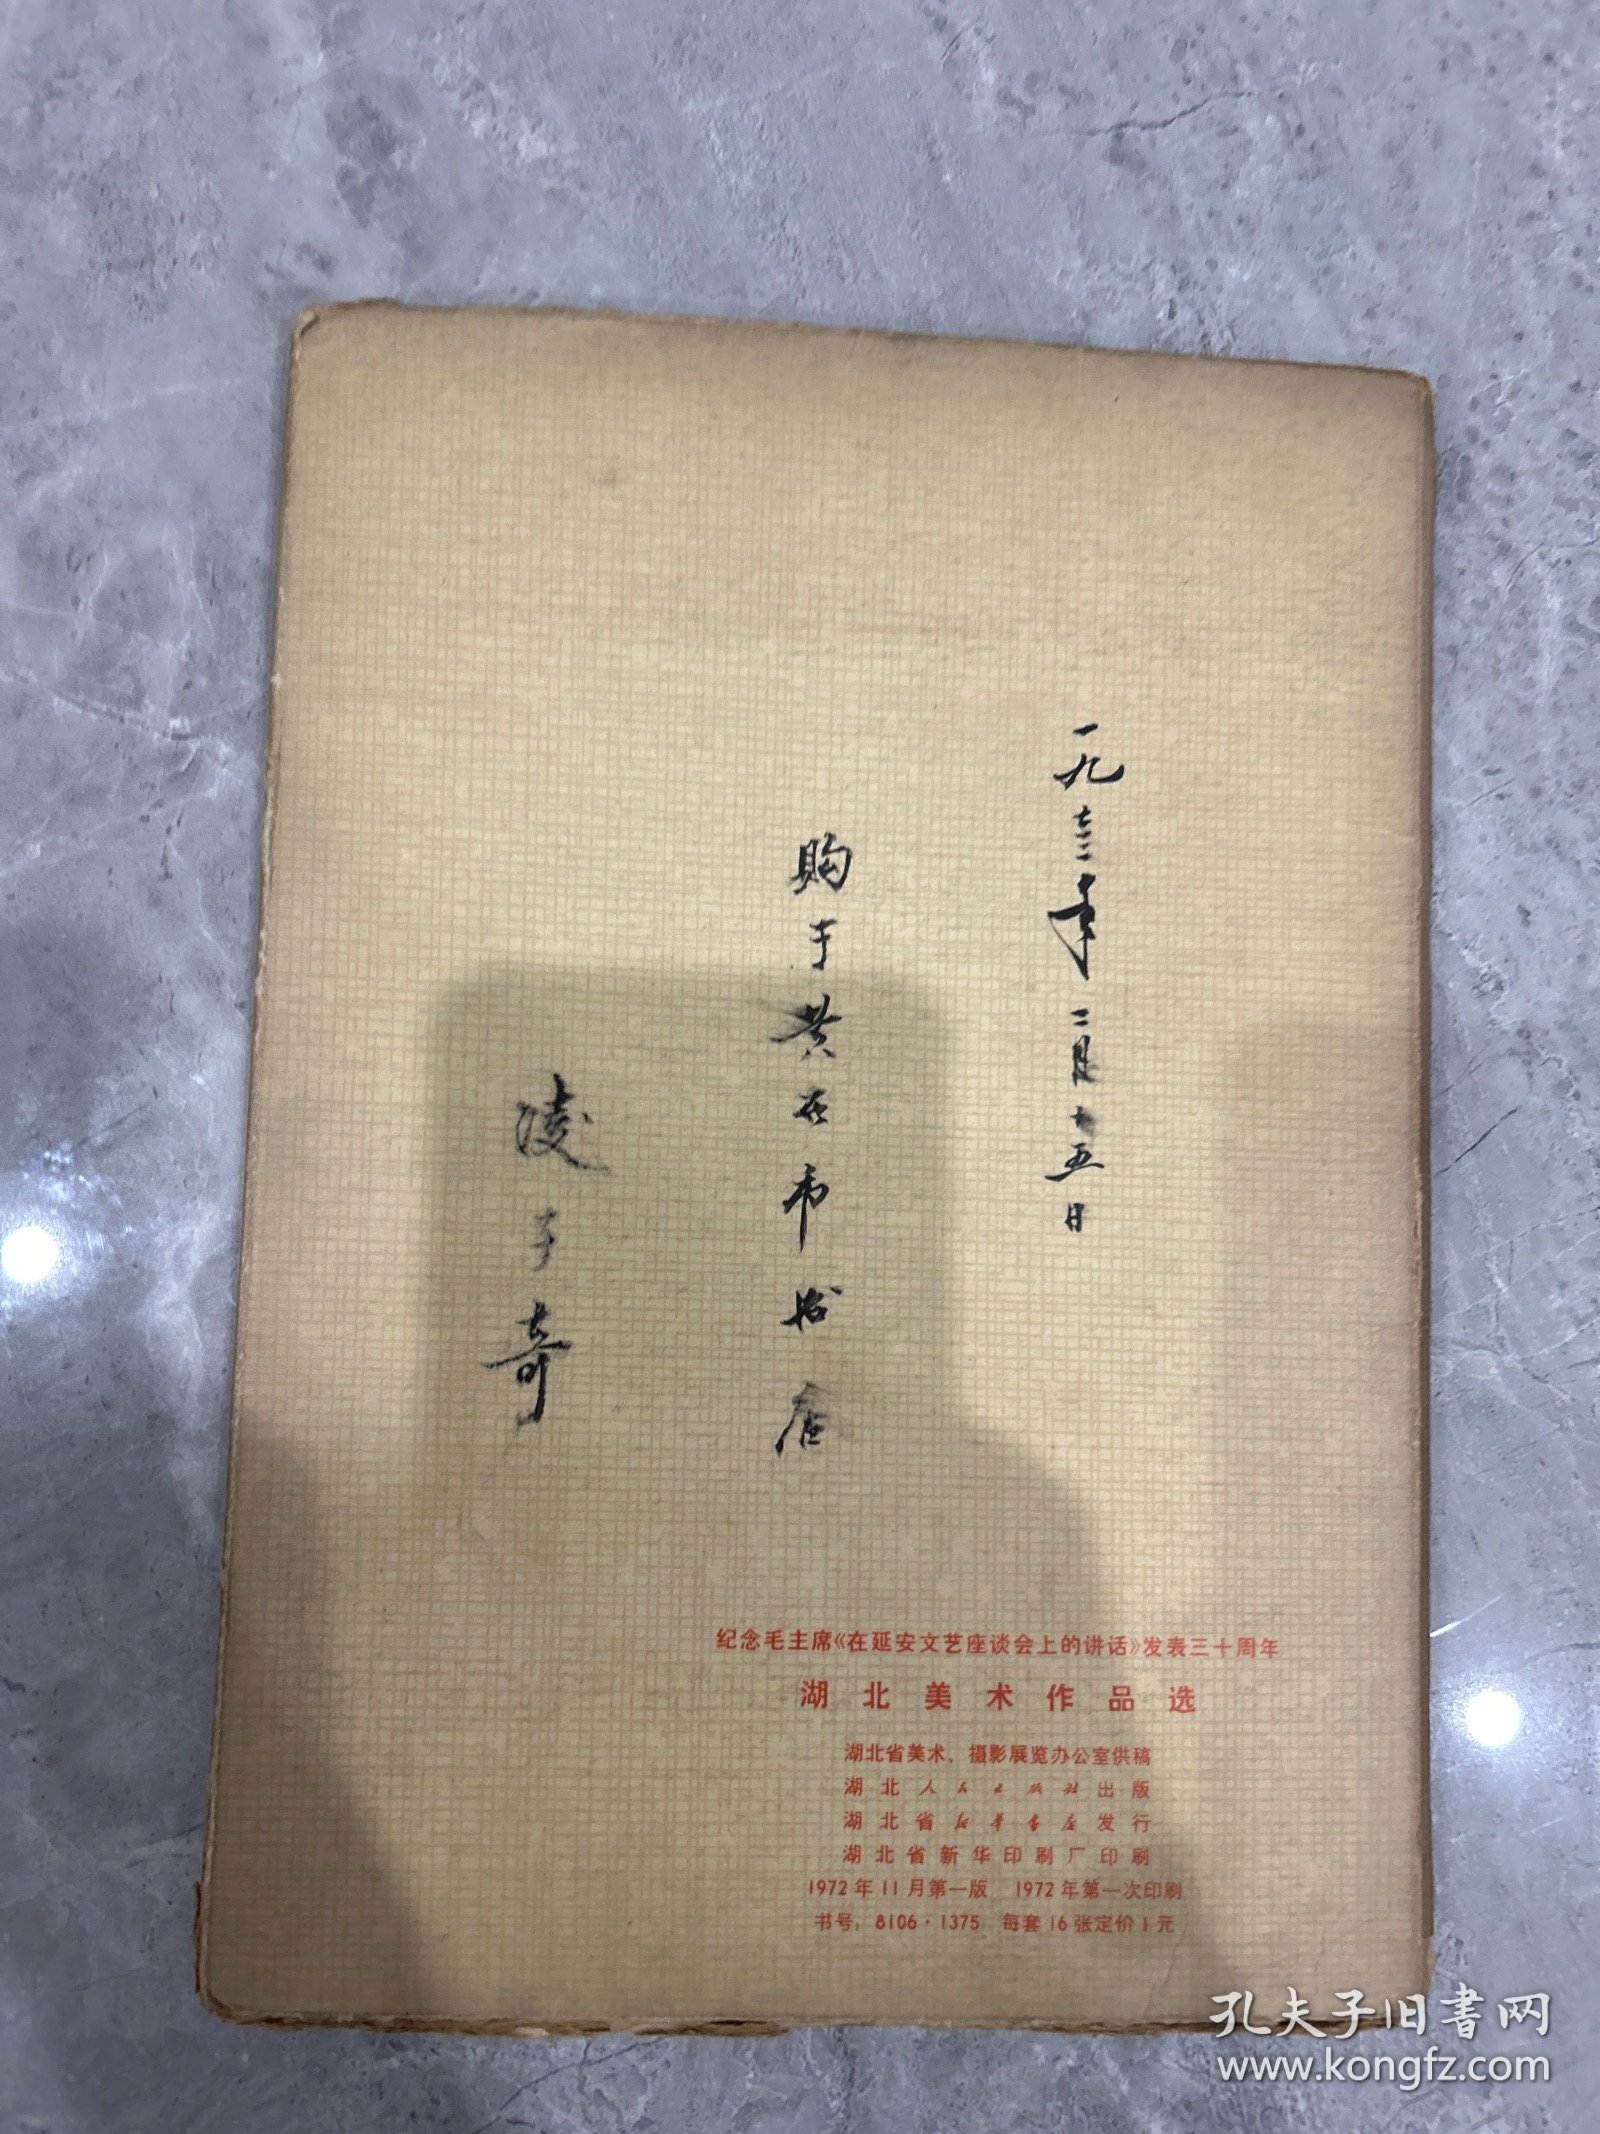 一九七三年二月十五日
购于黄石市书店
凌子奇
纪念毛主席《在延安文艺座谈会上的讲话》发表三十周年
湖北美术作品选
湖北省美术、摄影展览办公室供稿
湖北人民出版社出版
湖北省新华书店发行
湖北省新华印刷厂印刷
1972年11月第一版 1972年第一次印刷
书号：8106·1375 每套16张定价1元
孔夫子旧書网
www.kongfz.com